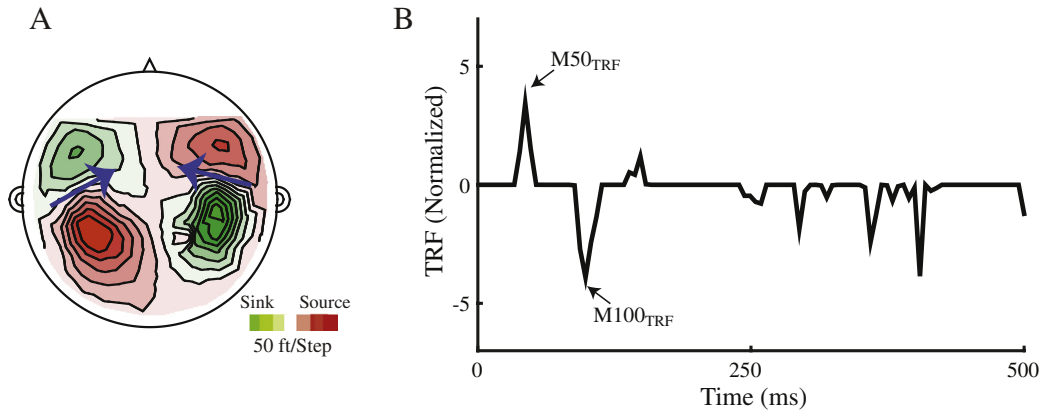 A
Sink Source
50 ft/Step
B
TRF (Normalized)
5
0
-5
M50TRF
M100TRF
0 250 500
Time (ms)